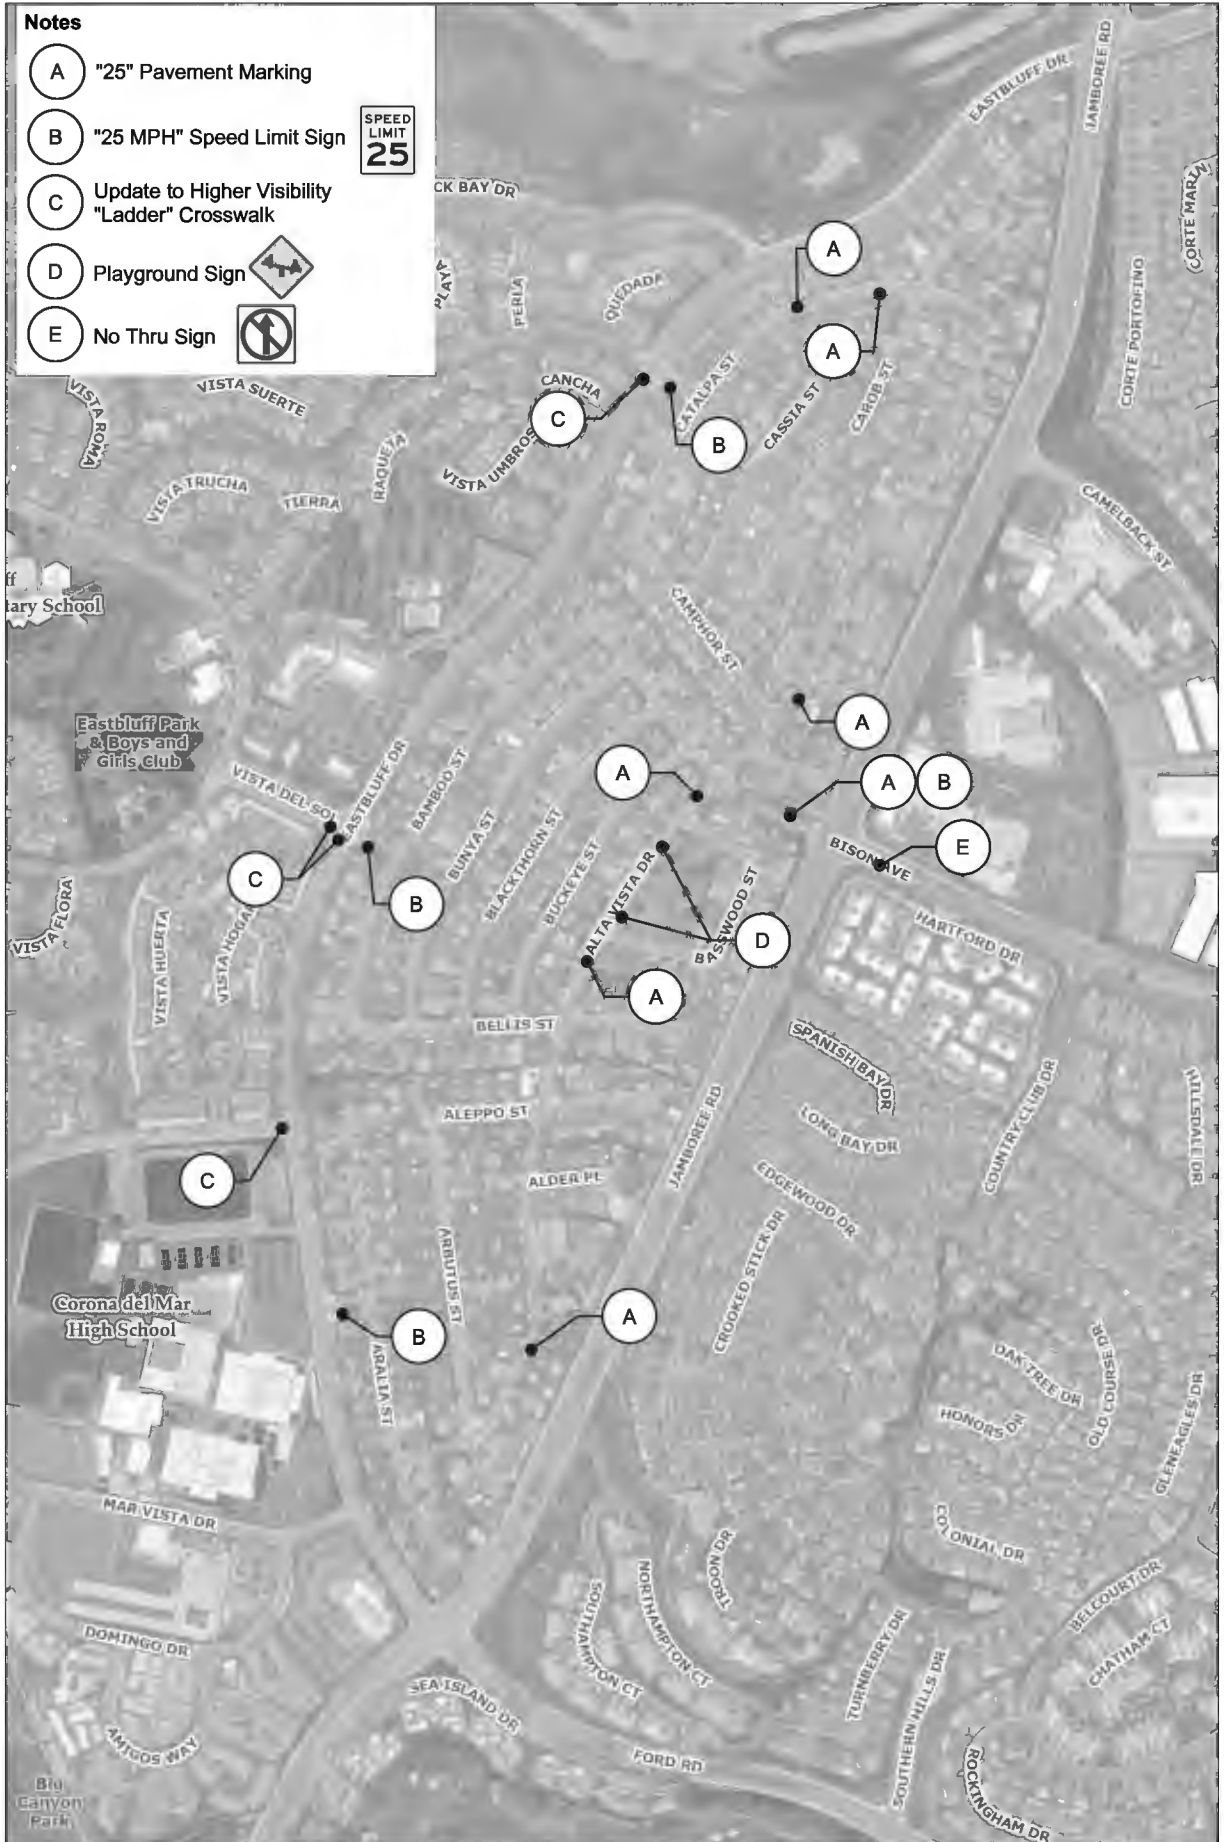 Notes
A "25" Pavement Marking
B "25 MPH" Speed Limit Sign
SPEED
LIMIT
25
C Update to Higher Visibility
"Ladder" Crosswalk
D Playground Sign
E No Thru Sign
EASTBLUFF DR
JAMBOREE RD
CK BAY DR
CORTE MARIN
PLAYA
PERLA
QUEDADA
A
CORTE PORTOFINO
A
VISTA ROMA
VISTA SUERTE
CANCHA
C
CATALPA ST
B
CASSIA ST
CAROB ST
VISTA UMBROS
RAQUETA
VISTA TRUCHA
TIERRA
CAMELBACK ST
ff
tary School
CAMPHOR ST
A
Eastbluff Park
& Boys and
Girls Club
VISTA DEL SOL
EASTBLUFF DR
BAMBOO ST
A
A B
BUNYA ST
BLACKTHORN ST
BUCKEYE ST
ALTA VISTA DR
BASSWOOD ST
BISON AVE
E
C
B
VISTA FLORA
VISTA HUERTA
VISTA HOGAR
D
HARTFORD DR
A
BELLIS ST
SPANISH BAY DR
ALEPPO ST
JAMBOREE RD
LONG BAY DR
COUNTRY CLUB DR
HILLSDALE DR
C
ALDER PL
EDGEWOOD DR
ARBUTUS ST
CROOKED STICK DR
Corona del Mar
High School
B
A
ARALIA ST
OAK TREE DR
OLD COURSE DR
HONORS DR
GLENEAGLES DR
MAR VISTA DR
COLONIAL DR
TROON DR
NORTHAMPTON CT
SOUTHAMPTON CT
BELCOURT DR
CHATHAM CT
DOMINGO DR
TURNBERRY DR
SOUTHERN HILLS DR
SEA ISLAND DR
AMIGOS WAY
FORD RD
ROCKINGHAM DR
Big
Canyon
Park